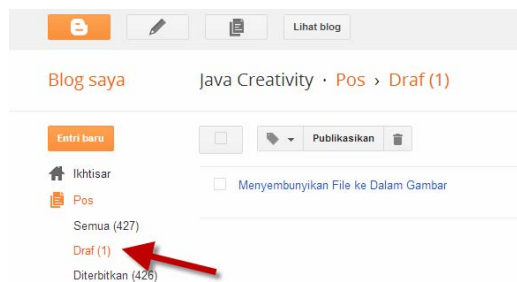 Lihat blog
Blog saya
Java Creativity · Pos › Draf (1)
Entri baru
Publikasikan
Ikhtisar
Menyembunyikan File ke Dalam Gambar
Pos
Semua (427)
Draf (1)
Diterbitkan (426)